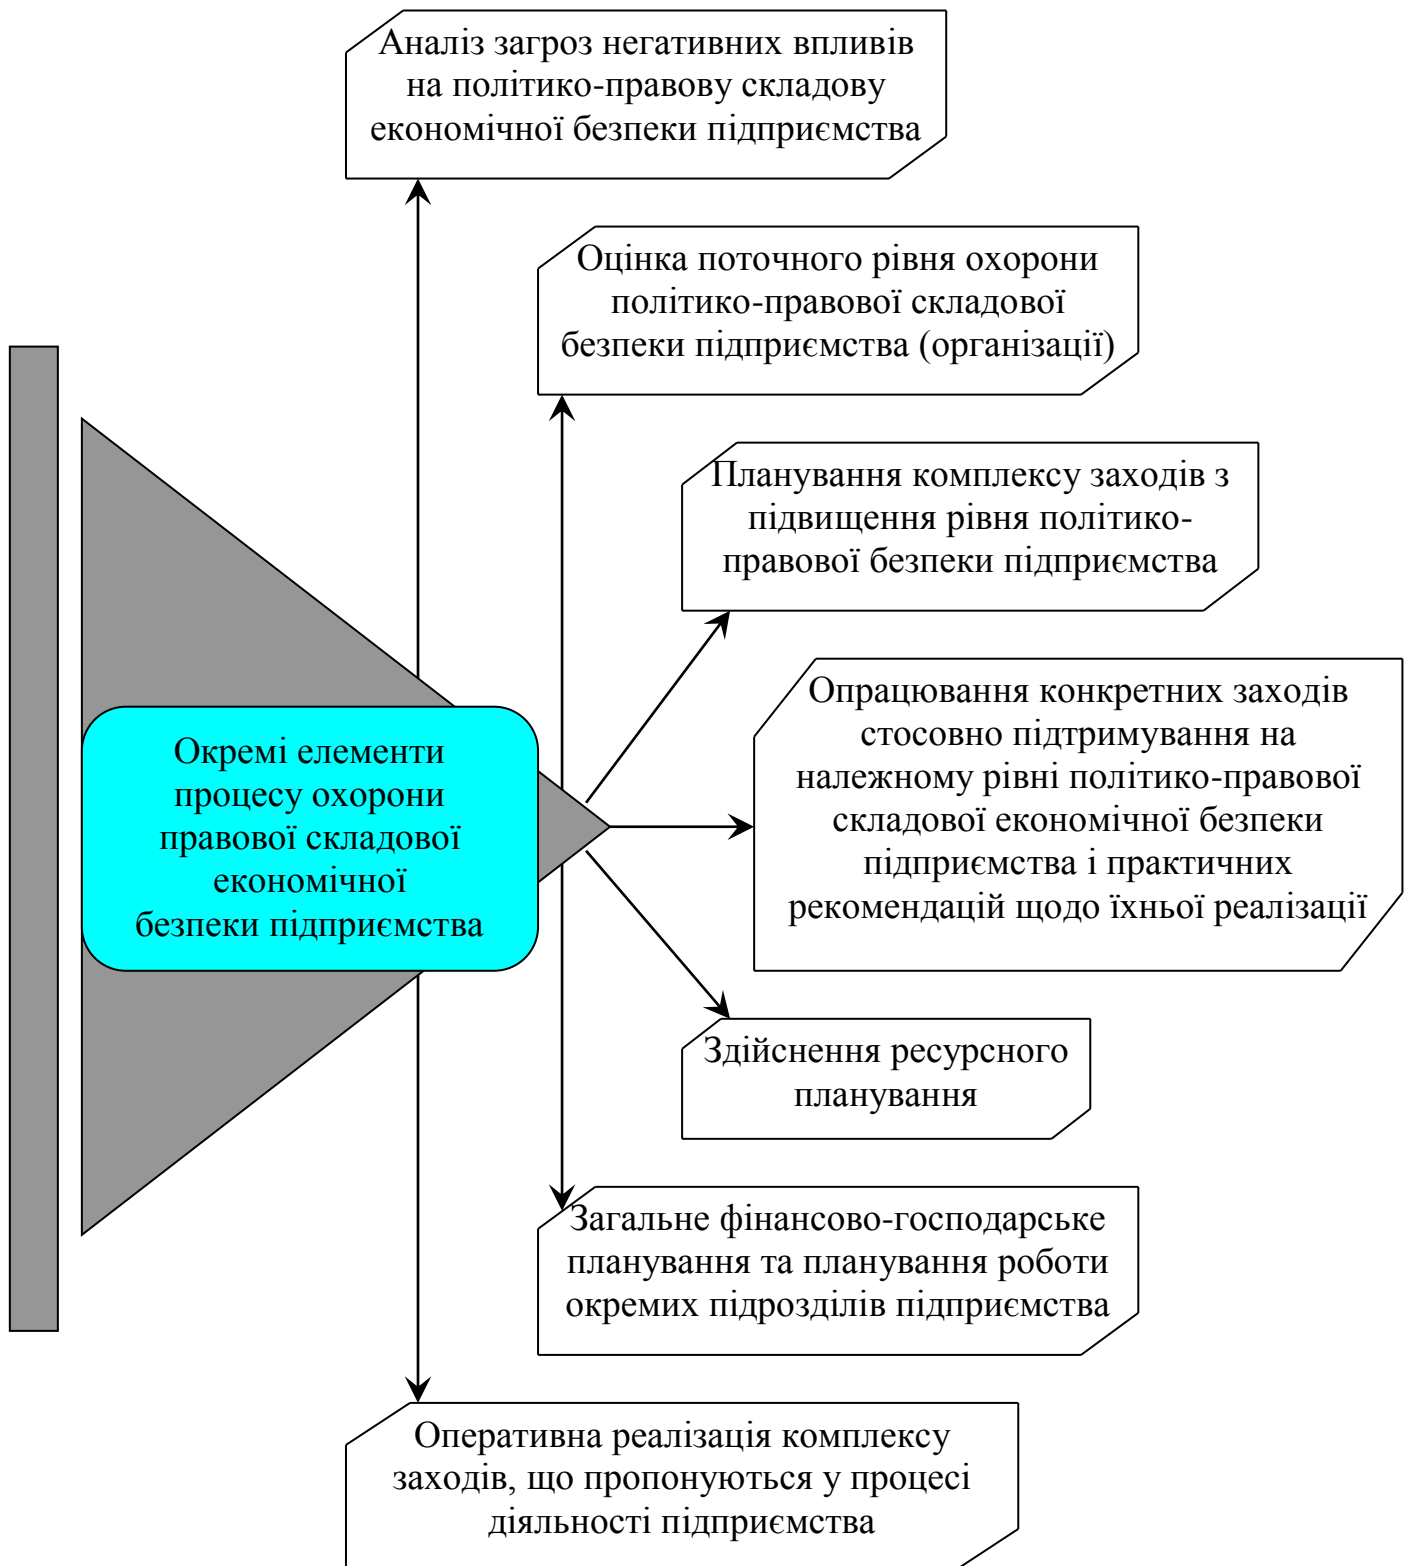 Аналіз загроз негативних впливів
на політико-правову складову
економічної безпеки підприємства
Оцінка поточного рівня охорони
політико-правової складової
безпеки підприємства (організації)
Планування комплексу заходів з
підвищення рівня політико-
правової безпеки підприємства
Опрацювання конкретних заходів
стосовно підтримування на
належному рівні політико-правової
складової економічної безпеки
підприємства і практичних
рекомендацій щодо їхньої реалізації
Окремі елементи
процесу охорони
правової складової
економічної
безпеки підприємства
Здійснення ресурсного
планування
Загальне фінансово-господарське
планування та планування роботи
окремих підрозділів підприємства
Оперативна реалізація комплексу
заходів, що пропонуються у процесі
діяльності підприємства